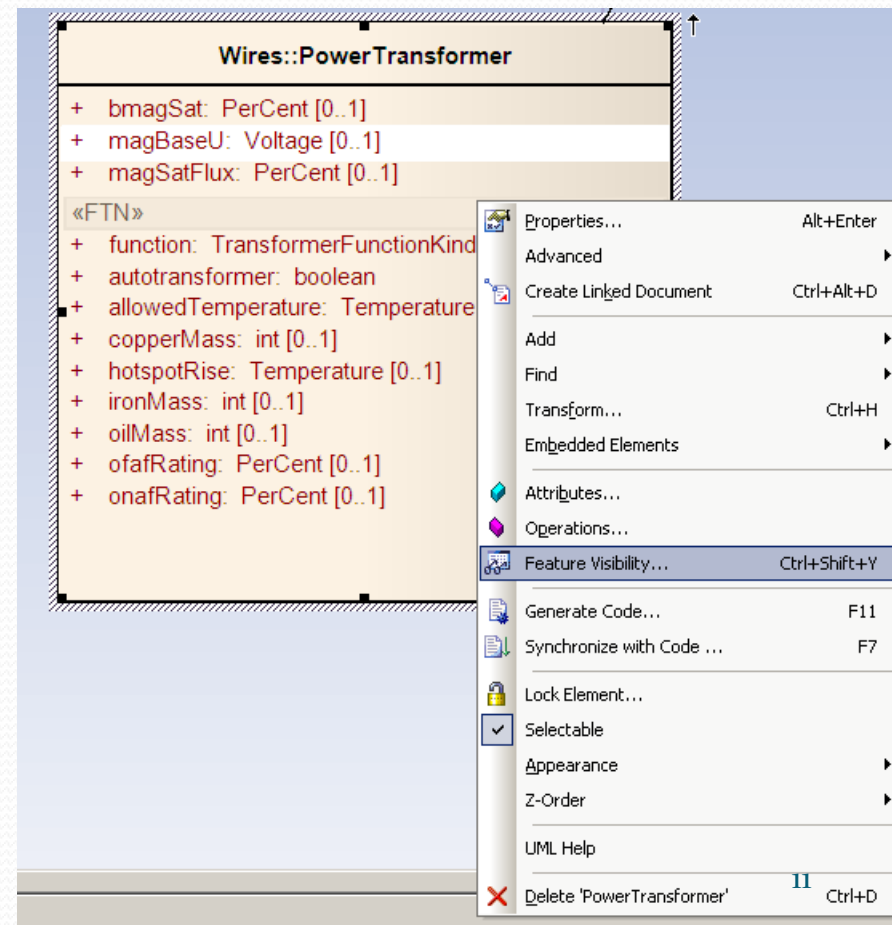 Wires::PowerTransformer
+ bmagSat: PerCent [0..1]
+ magBaseU: Voltage [0..1]
+ magSatFlux: PerCent [0..1]
«FTN»
+ function: TransformerFunctionKind
+ autotransformer: boolean
+ allowedTemperature: Temperature
+ copperMass: int [0..1]
+ hotspotRise: Temperature [0..1]
+ ironMass: int [0..1]
+ oilMass: int [0..1]
+ ofafRating: PerCent [0..1]
+ onafRating: PerCent [0..1]
Properties... Alt+Enter
Advanced
Create Linked Document Ctrl+Alt+D
Add
Find
Transform... Ctrl+H
Embedded Elements
Attributes...
Operations...
Feature Visibility... Ctrl+Shift+Y
Generate Code... F11
Synchronize with Code ... F7
Lock Element...
Selectable
Appearance
Z-Order
UML Help
Delete 'PowerTransformer' Ctrl+D
11